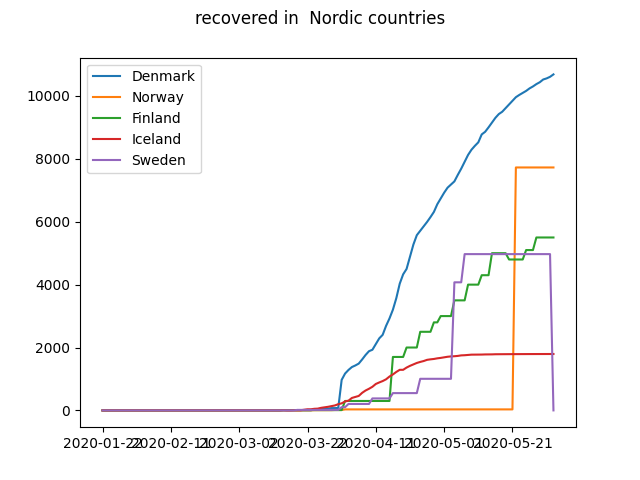 recovered in  Nordic countries
Denmark
Norway
Finland
Iceland
Sweden
10000
8000
6000
4000
2000
0
2020-01-22 2020-02-11 2020-03-02 2020-03-22 2020-04-11 2020-05-01 2020-05-21